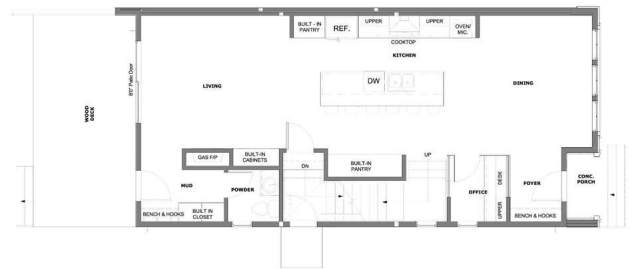 BUILT - IN
PANTRY
REF.
UPPER
UPPER
OVEN/
MIC.
COOKTOP
KITCHEN
8'0" Patio Door
WOOD
DECK
LIVING
DW
DINING
GAS F/P
BUILT-IN
CABINETS
DN
BUILT-IN
PANTRY
UP
MUD
POWDER
OFFICE
DESK
UPPER
FOYER
CONC.
PORCH
BENCH & HOOKS
BUILT IN
CLOSET
BENCH & HOOKS